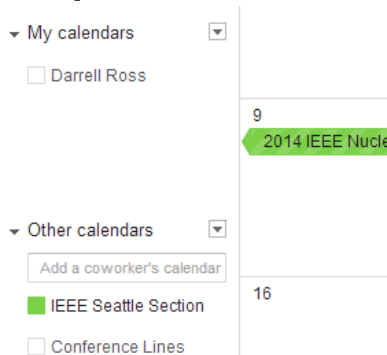 My calendars
Darrell Ross
9
2014 IEEE Nucle
Other calendars
Add a coworker's calendar
IEEE Seattle Section
16
Conference Lines